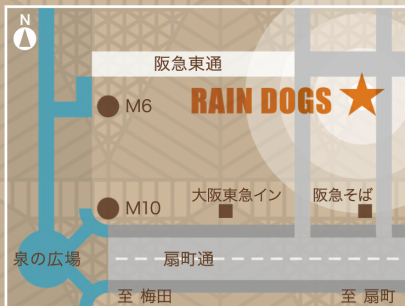 N
阪急東通
M6
RAIN DOGS
大阪東急イン
阪急そば
M10
泉の広場
扇町通
至 梅田
至 扇町